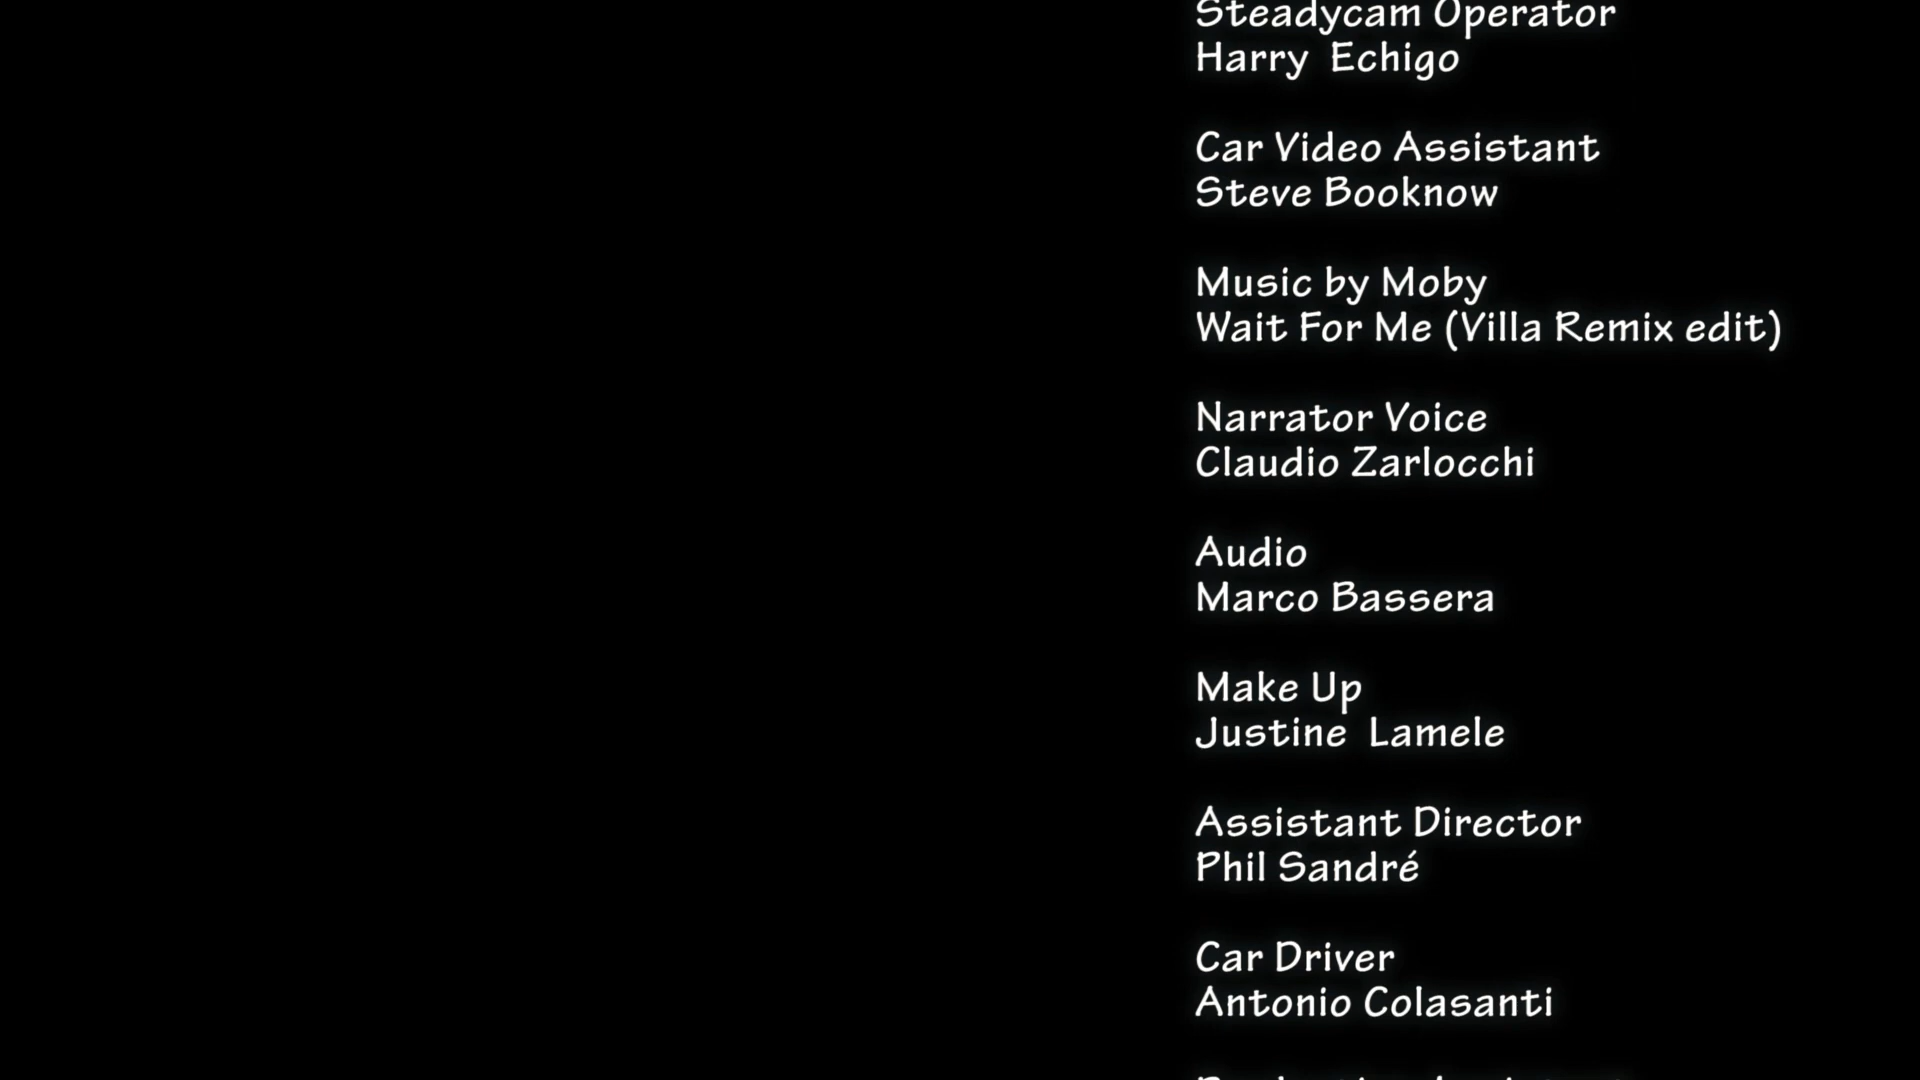 Steadycam Operator
Harry Echigo
Car Video Assistant
Steve Booknow
Music by Moby
Wait For Me (Villa Remix edit)
Narrator Voice
Claudio Zarlocchi
Audio
Marco Bassera
Make Up
Justine Lamele
Assistant Director
Phil Sandré
Car Driver
Antonio Colasanti